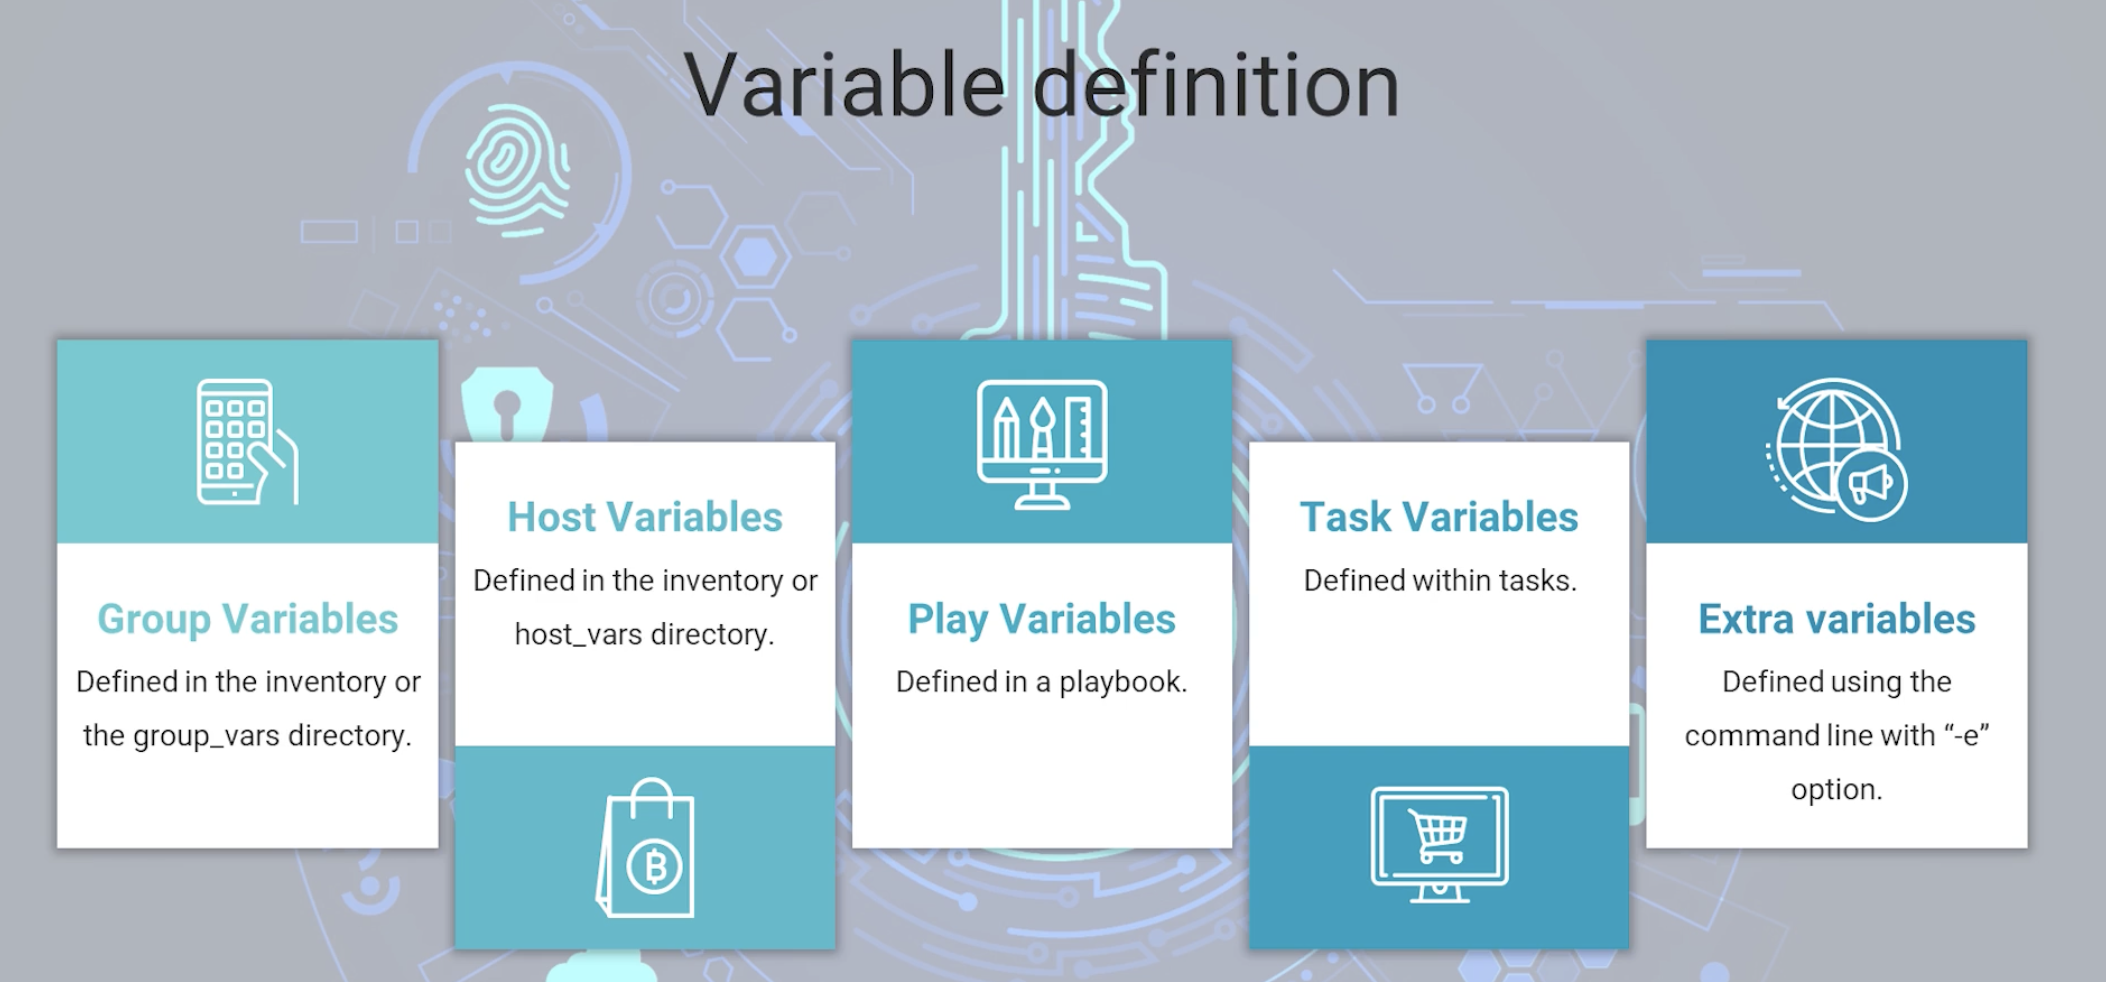 Variable definition
Group Variables
Defined in the inventory or
the group_vars directory.
Host Variables
Defined in the inventory or
host_vars directory.
Play Variables
Defined in a playbook.
Task Variables
Defined within tasks.
Extra variables
Defined using the
command line with “-e”
option.